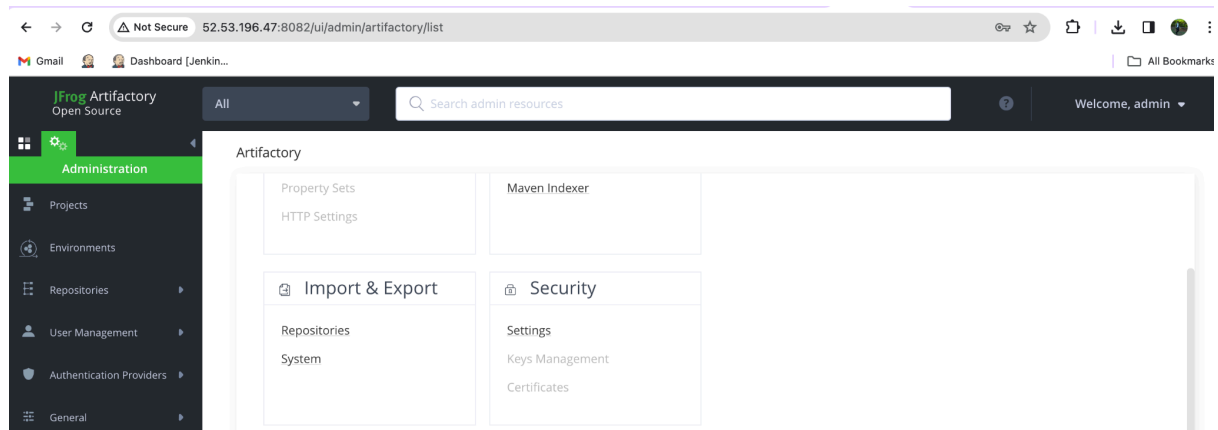 Not Secure 52.53.196.47:8082/ui/admin/artifactory/list
Gmail Dashboard [Jenkin... All Bookmarks
JFrog Artifactory
Open Source
All
Search admin resources
Welcome, admin
Administration
Artifactory
Property Sets
Maven Indexer
HTTP Settings
Projects
Environments
Repositories
User Management
Authentication Providers
General
Import & Export
Repositories
System
Security
Settings
Keys Management
Certificates